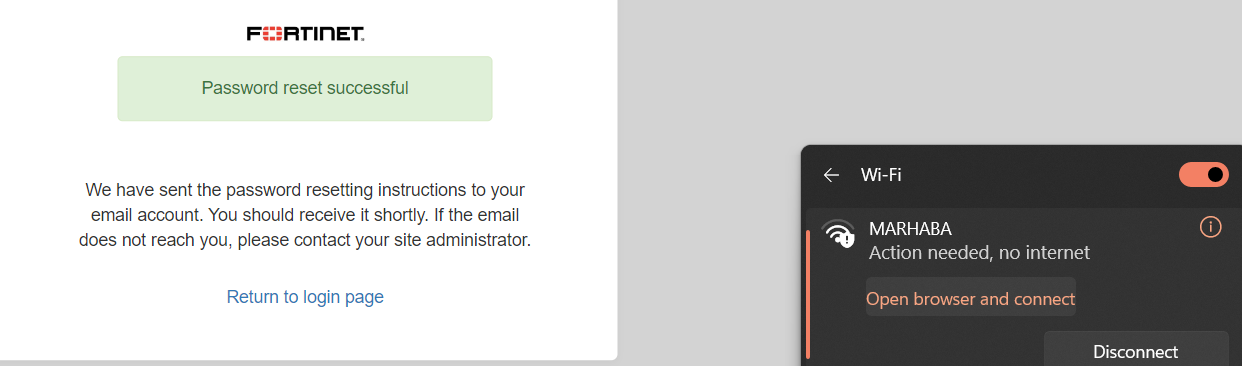 FORTINET
Password reset successful
We have sent the password resetting instructions to your
email account. You should receive it shortly. If the email
does not reach you, please contact your site administrator.
Return to login page
Wi-Fi
MARHABA
Action needed, no internet
Open browser and connect
Disconnect